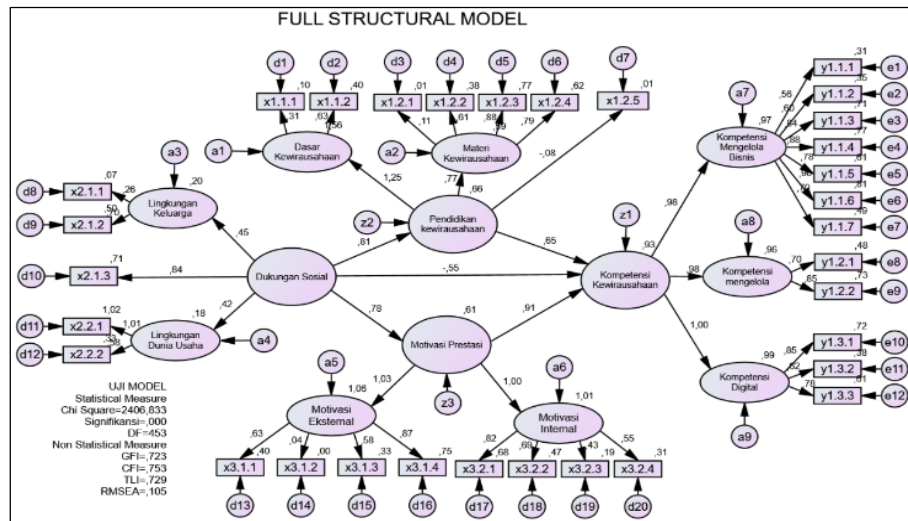 FULL STRUCTURAL MODEL
d1 d2 d3 d4 d5 d6 d7
,10 ,40 ,01 ,38 ,77 ,62 ,01
x1.1.1 x1.1.2 x1.2.1 x1.2.2 x1.2.3 x1.2.4 x1.2.5
,31 ,63 ,11 ,61 ,88 ,79 -,08
a1
Dasar
Kewirausahaan
a2
Materi
Kewirausahaan
1,25 ,77 ,66
z2
Pendidikan
kewirausahaan
,81 ,65
a3
,20
Lingkungan
Keluarga
d8 x2.1.1 ,07 ,26
d9 x2.1.2
,45
d10 x2.1.3 ,71 ,84
Dukungan Sosial
-,55
,42 ,78
d11 x2.2.1 1,02 1,01
d12 x2.2.2
,18
Lingkungan
Dunia Usaha
a4
z1
,93
Kompetensi
Kewirausahaan
,61
Motivasi Prestasi
,91
z3
1,03 1,00
a5
1,06
Motivasi
Eksternal
a6
1,01
Motivasi
Internal
,63 ,04 ,58 ,87 ,82 ,69 ,43 ,55
,40 ,00 ,33 ,75 ,68 ,47 ,19 ,31
x3.1.1 x3.1.2 x3.1.3 x3.1.4 x3.2.1 x3.2.2 x3.2.3 x3.2.4
d13 d14 d15 d16 d17 d18 d19 d20
a7
,97
Kompetensi
Mengelola
Bisnis
,98
,31
y1.1.1 e1
,56
,35
y1.1.2 e2
,60
,71
y1.1.3 e3
,84
,77
y1.1.4 e4
,88
,61
y1.1.5 e5
,78
,81
y1.1.6 e6
,49
y1.1.7 e7
a8
,96
Kompetensi
mengelola
,98
,48
y1.2.1 e8
,70
,73
y1.2.2 e9
,85
1,00
,99
Kompetensi
Digital
a9
,72
y1.3.1 e10
,85
,38
y1.3.2 e11
,62
,61
y1.3.3 e12
,78
UJI MODEL
Statistical Measure
Chi Square=2406,833
Signifikansi=,000
DF=453
Non Statistical Measure
GFI=,723
CFI=,753
TLI=,729
RMSEA=,105